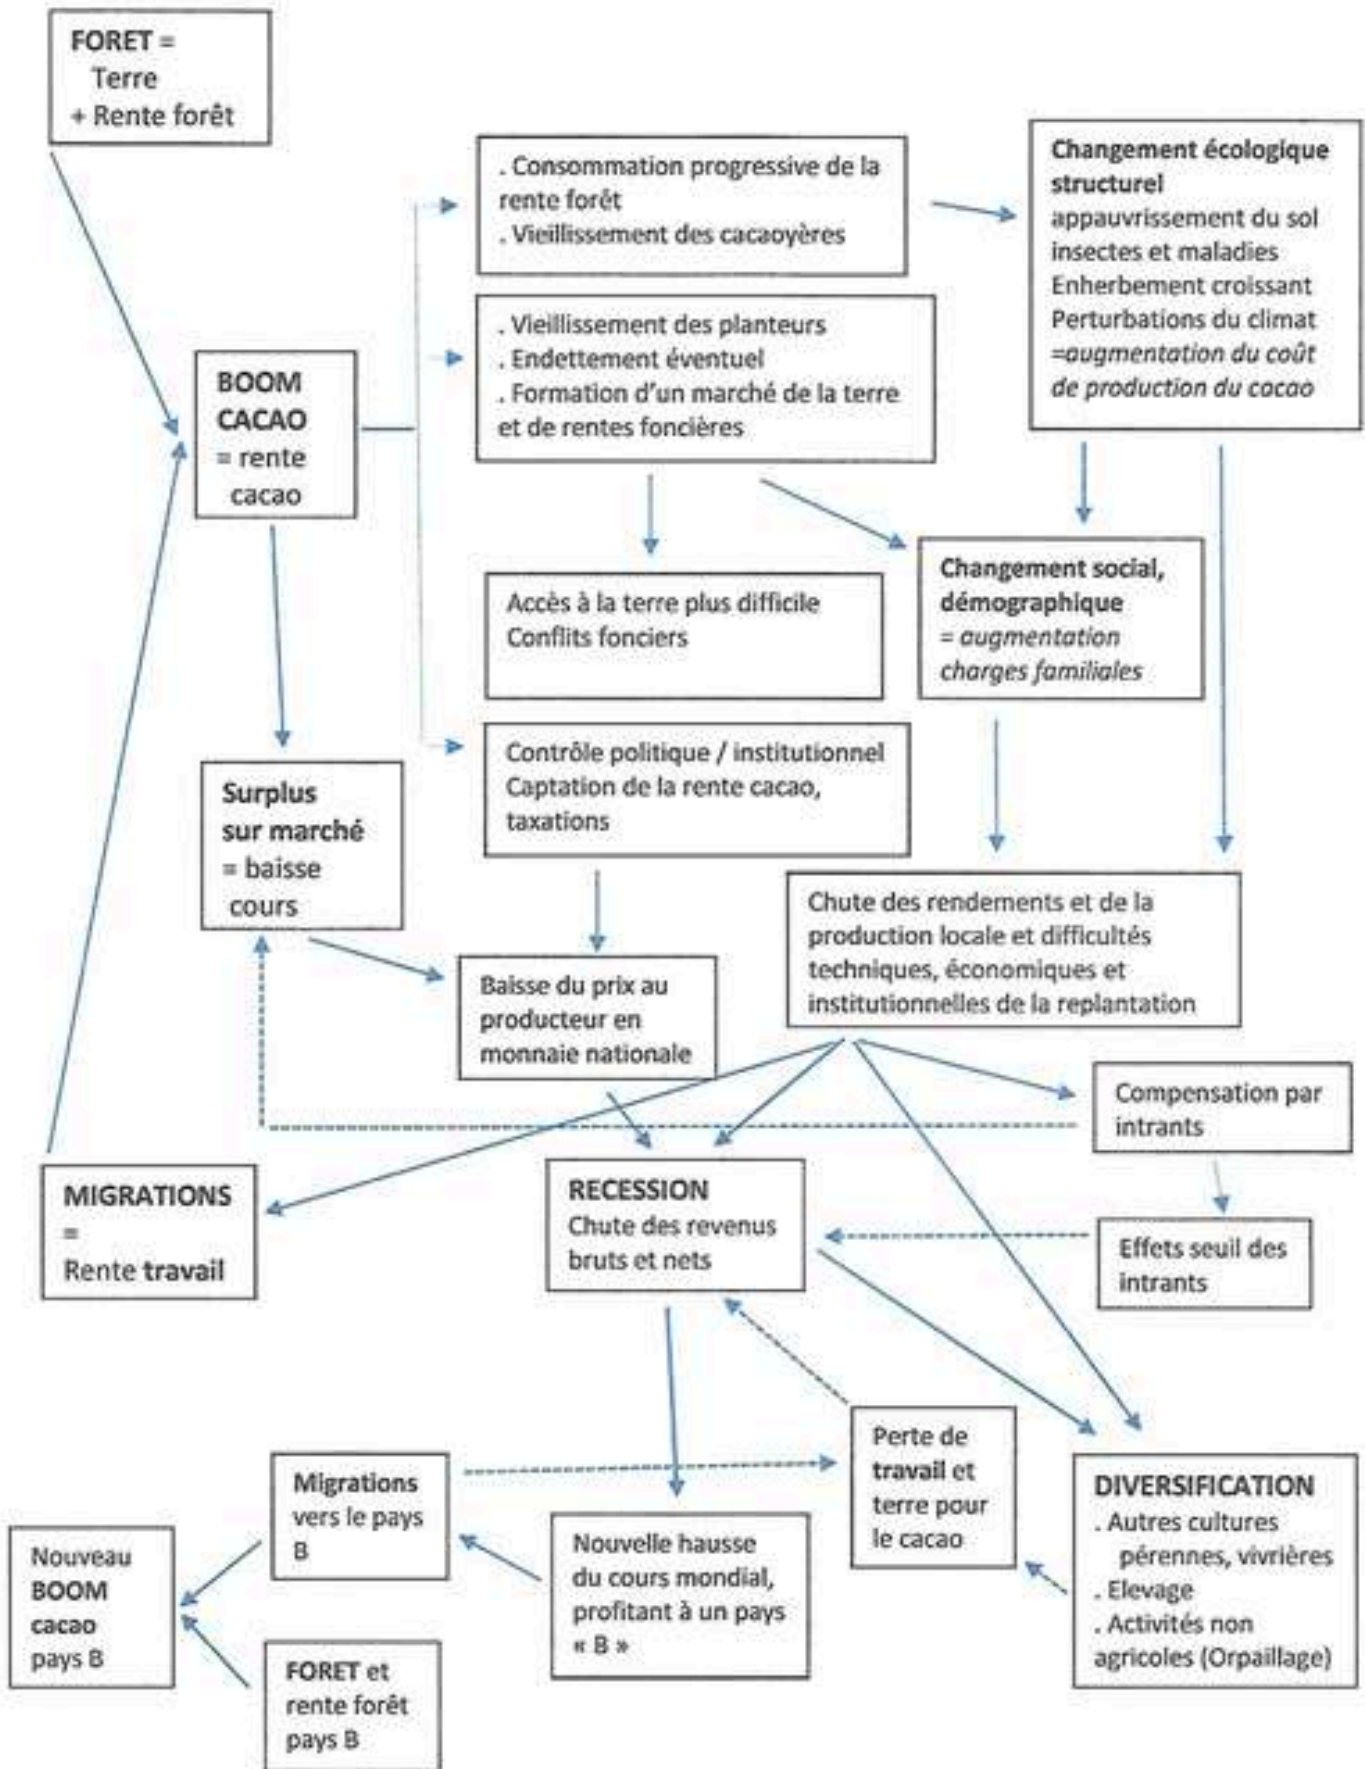 FORET =
Terre
+ Rente forêt
. Consommation progressive de la
rente forêt
. Vieillissement des cacaoyères
Changement écologique
structurel
appauvrissement du sol
insectes et maladies
Enherbement croissant
Perturbations du climat
=augmentation du coût
de production du cacao
. Vieillissement des planteurs
. Endettement éventuel
. Formation d'un marché de la terre
et de rentes foncières
BOOM
CACAO
= rente
cacao
Accès à la terre plus difficile
Conflits fonciers
Changement social,
démographique
= augmentation
charges familiales
Contrôle politique / institutionnel
Captation de la rente cacao,
taxations
Surplus
sur marché
= baisse
cours
Chute des rendements et de la
production locale et difficultés
techniques, économiques et
institutionnelles de la replantation
Baisse du prix au
producteur en
monnaie nationale
Compensation par
intrants
MIGRATIONS
=
Rente travail
RECESSION
Chute des revenus
bruts et nets
Effets seuil des
intrants
Perte de
travail et
terre pour
le cacao
DIVERSIFICATION
. Autres cultures
pérennes, vivrières
. Elevage
. Activités non
agricoles (Orpaillage)
Migrations
vers le pays
B
Nouvelle hausse
du cours mondial,
profitant à un pays
« B »
Nouveau
BOOM
cacao
pays B
FORET et
rente forêt
pays B